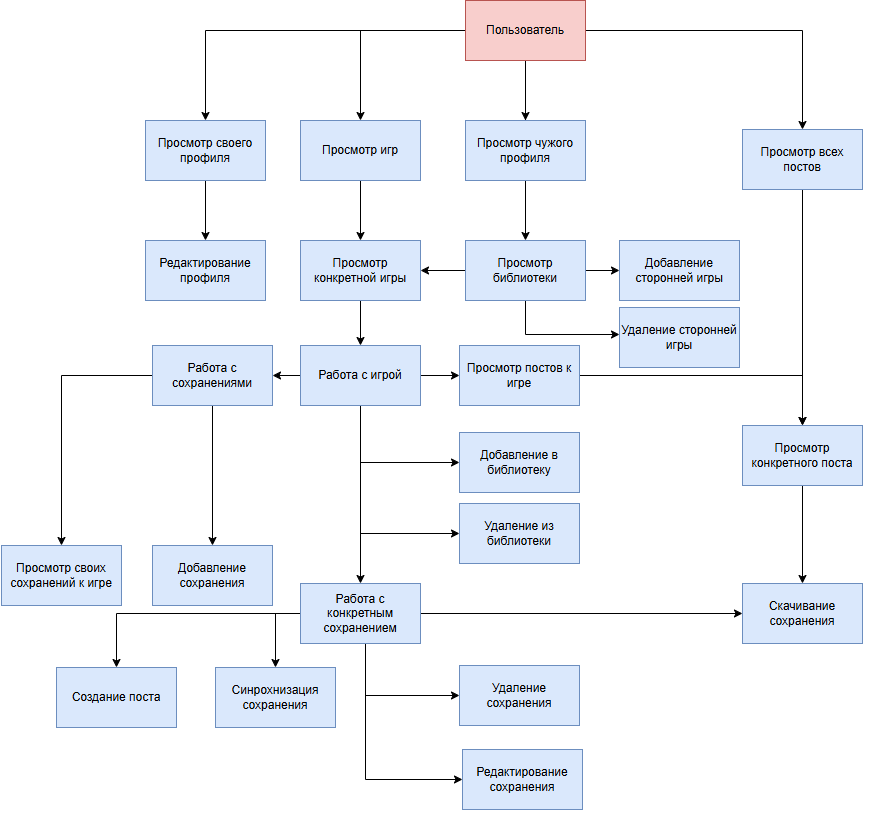 Пользователь
Просмотр своего
профиля
Просмотр игр
Просмотр чужого
профиля
Просмотр всех
постов
Редактирование
профиля
Просмотр
конкретной игры
Просмотр
библиотеки
Добавление
сторонней игры
Удаление сторонней
игры
Работа с
сохранениями
Работа с игрой
Просмотр постов к
игре
Добавление в
библиотеку
Просмотр
конкретного поста
Удаление из
библиотеки
Просмотр своих
сохранений к игре
Добавление
сохранения
Работа с
конкретным
сохранением
Скачивание
сохранения
Создание поста
Синрохнизация
сохранения
Удаление
сохранения
Редактирование
сохранения